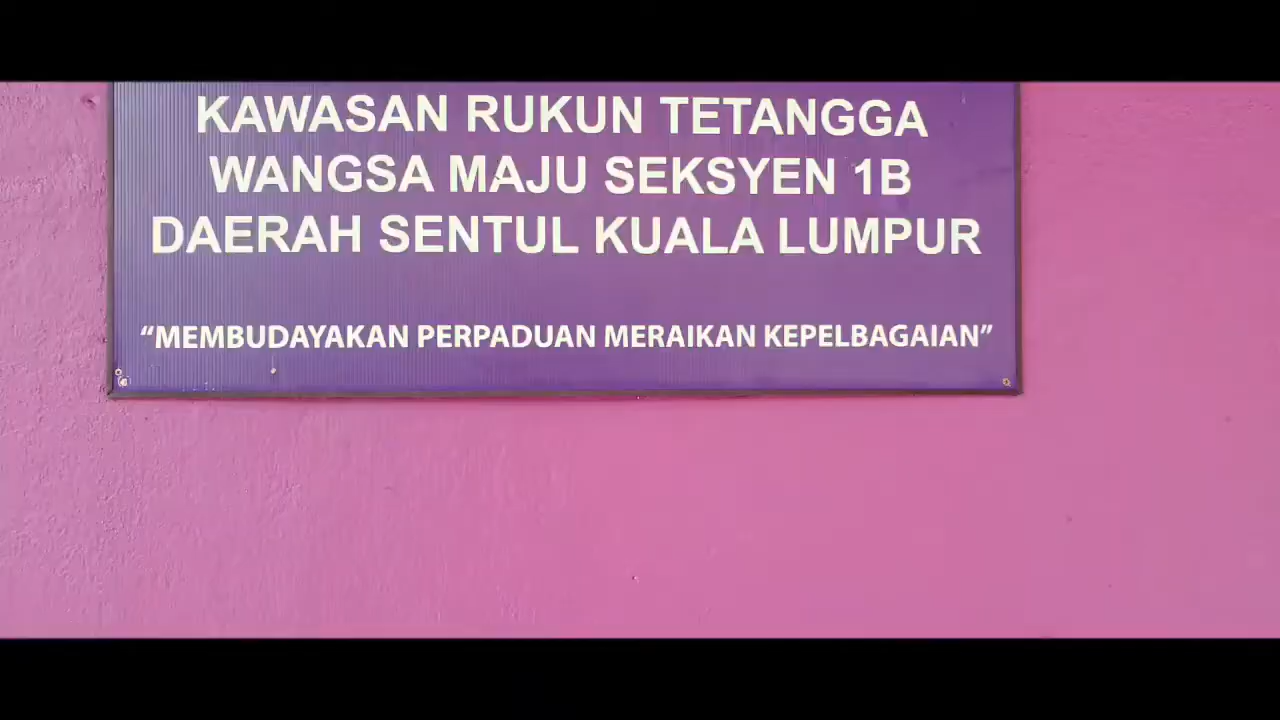 KAWASAN RUKUN TETANGGA
WANGSA MAJU SEKSYEN 1B
DAERAH SENTUL KUALA LUMPUR
“MEMBUDAYAKAN PERPADUAN MERAIKAN KEPELBAGAIAN”